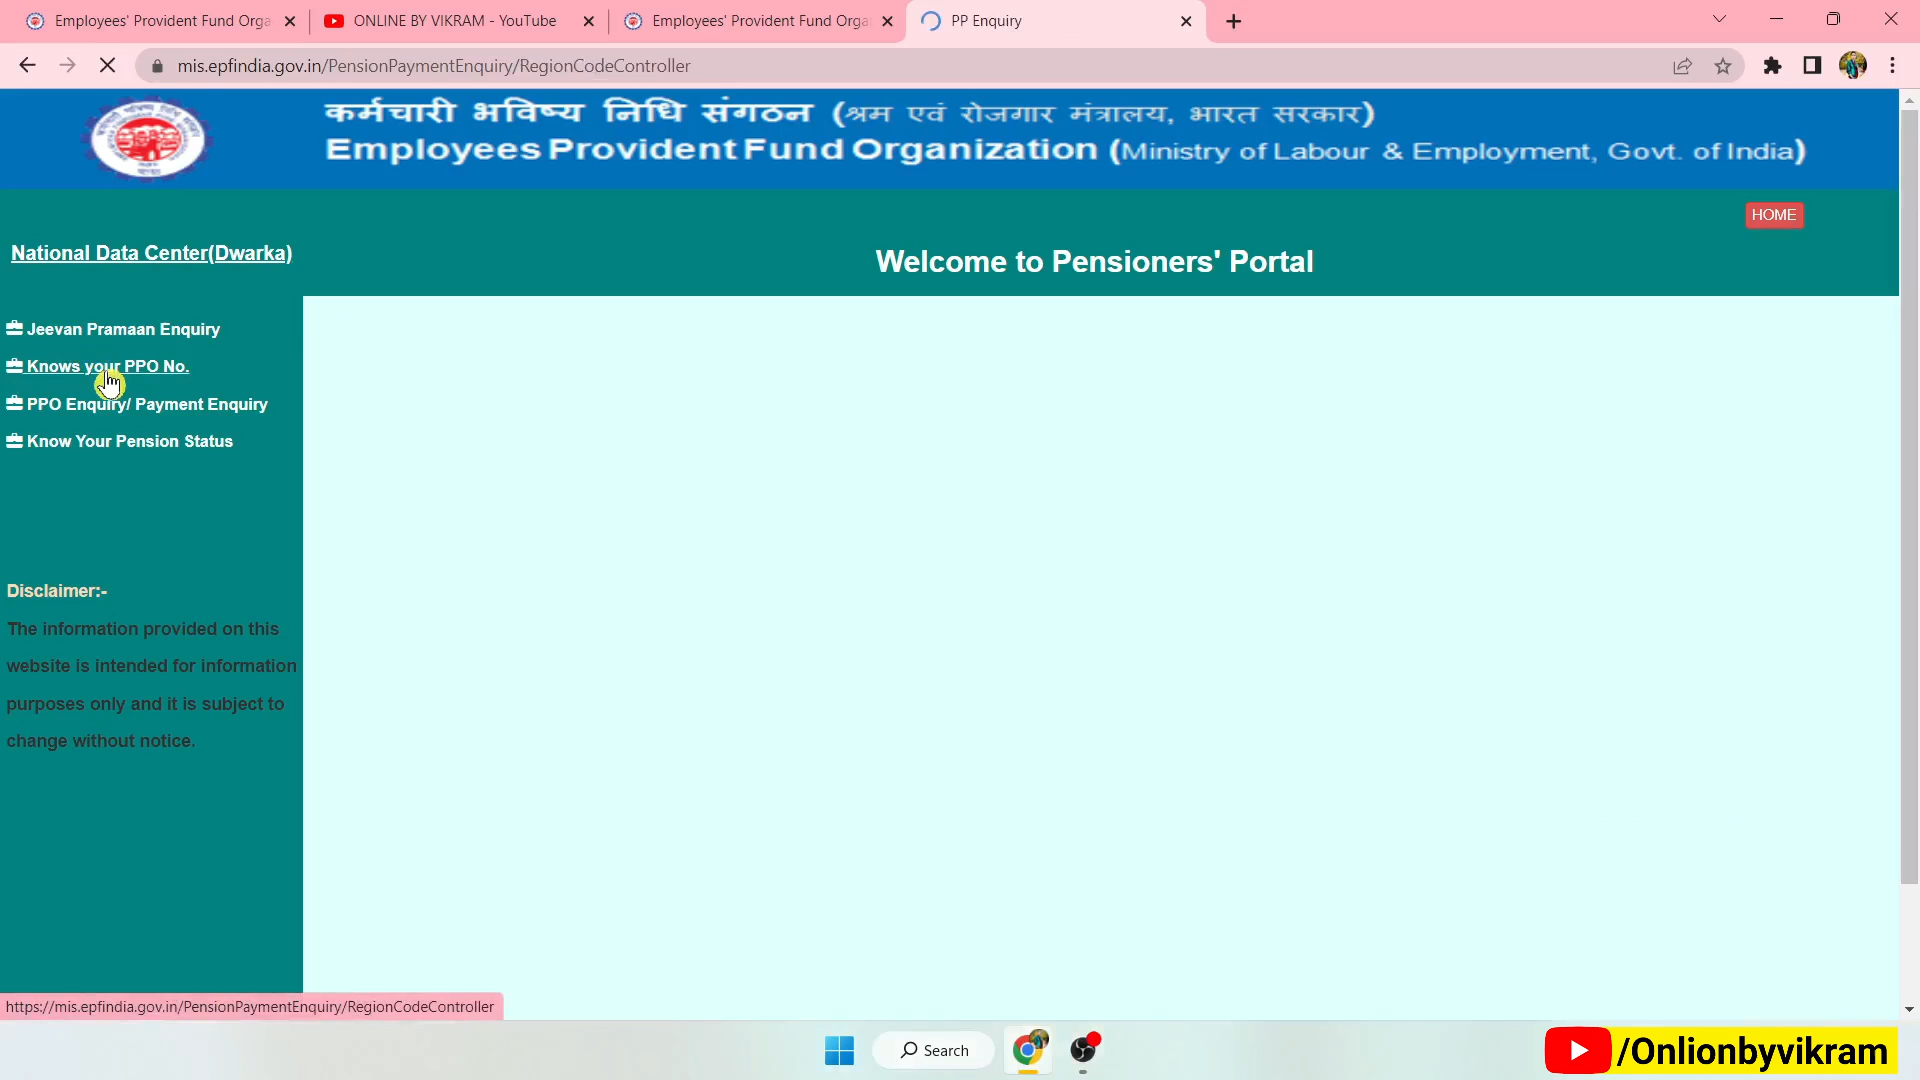 Employees' Provident Fund Orga
ONLINE BY VIKRAM - YouTube
Employees' Provident Fund Orga
PP Enquiry
mis.epfindia.gov.in/PensionPaymentEnquiry/RegionCodeController
कर्मचारी भविष्य निधि संगठन (श्रम एवं रोजगार मंत्रालय, भारत सरकार)
Employees Provident Fund Organization (Ministry of Labour & Employment, Govt. of India)
HOME
National Data Center(Dwarka)
Welcome to Pensioners' Portal
Jeevan Pramaan Enquiry
Knows your PPO No.
PPO Enquiry/ Payment Enquiry
Know Your Pension Status
Disclaimer:-
The information provided on this
website is intended for information
purposes only and it is subject to
change without notice.
https://mis.epfindia.gov.in/PensionPaymentEnquiry/RegionCodeController
Search
/Onlionbyvikram